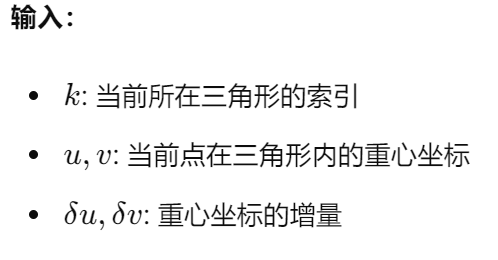 输入：
• k: 当前所在三角形的索引
• u, v: 当前点在三角形内的重心坐标
• δu, δv: 重心坐标的增量